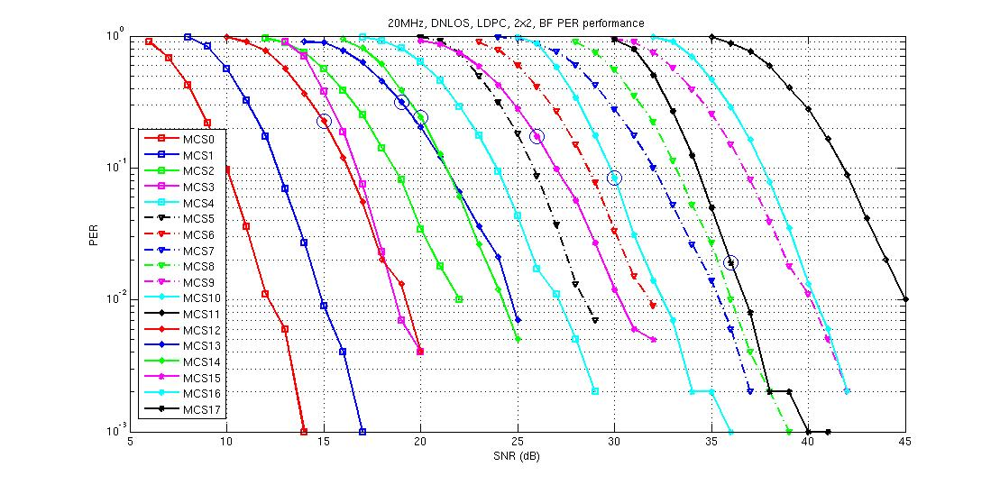 20MHz, DNLOS, LDPC, 2x2, BF PER performance
10^0
10^-1
10^-2
10^-3
PER
MCS0
MCS1
MCS2
MCS3
MCS4
MCS5
MCS6
MCS7
MCS8
MCS9
MCS10
MCS11
MCS12
MCS13
MCS14
MCS15
MCS16
MCS17
5 10 15 20 25 30 35 40 45
SNR (dB)